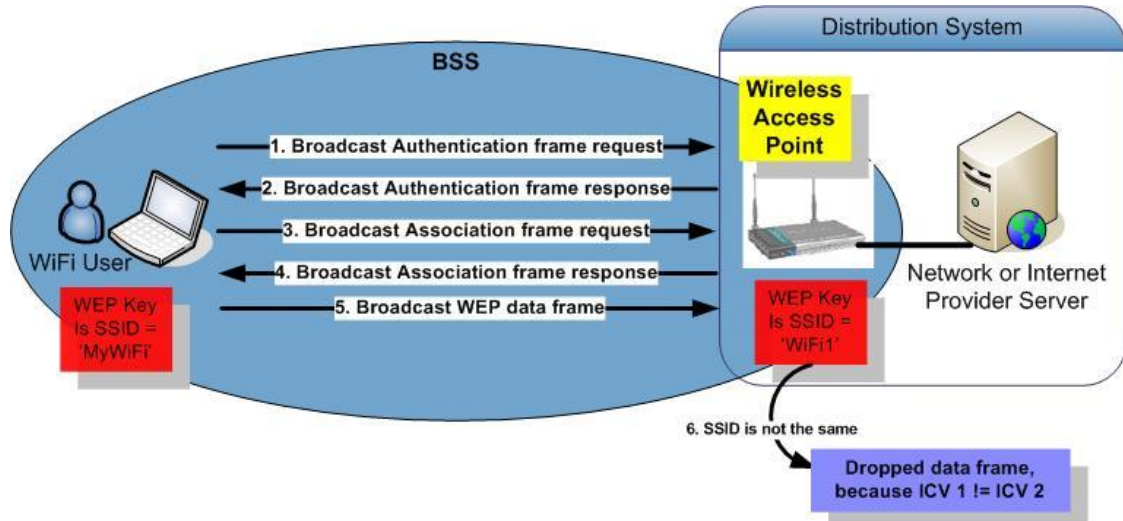 Distribution System
BSS
Wireless
Access
Point
1. Broadcast Authentication frame request
2. Broadcast Authentication frame response
3. Broadcast Association frame request
4. Broadcast Association frame response
5. Broadcast WEP data frame
WiFi User
WEP Key
Is SSID =
'MyWiFi'
WEP Key
Is SSID =
'WiFi1'
Network or Internet
Provider Server
6. SSID is not the same
Dropped data frame,
because ICV 1 != ICV 2